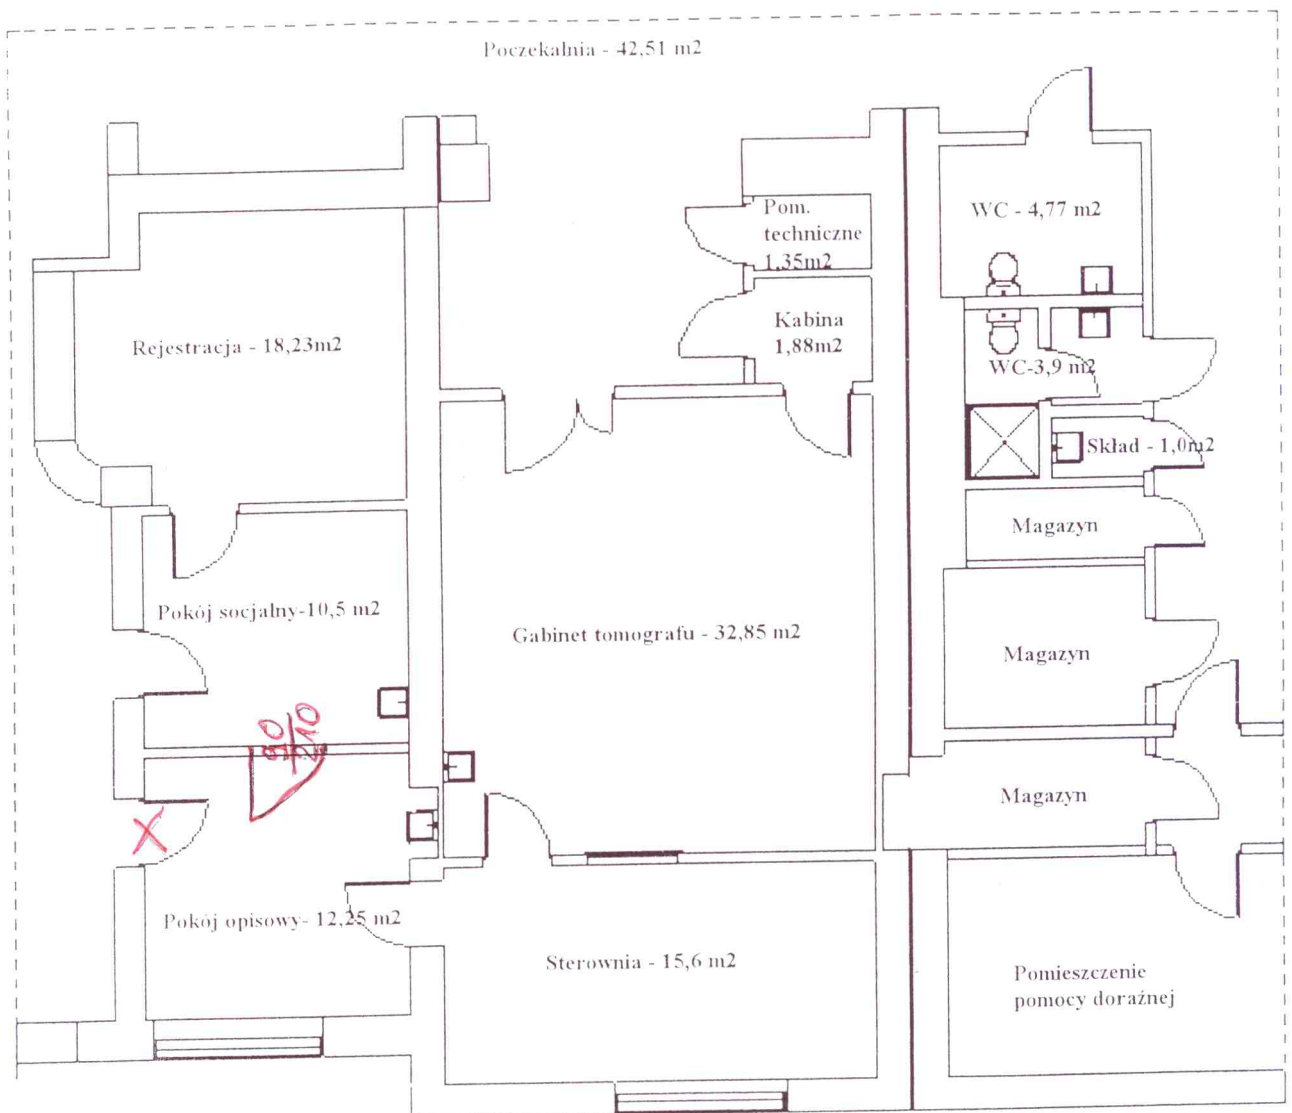 Poczekalnia - 42,51 m2
WC - 4,77 m2
Pom.
techniczne
1,35m2
Kabina
1,88m2
Rejestracja - 18,23m2
WC-3,9 m2
Skład - 1,0m2
Magazyn
Pokój socjalny-10,5 m2
Gabinet tomografu - 32,85 m2
Magazyn
90
210
Magazyn
X
Pokój opisowy- 12,25 m2
Sterownia - 15,6 m2
Pomieszczenie
pomocy doraźnej